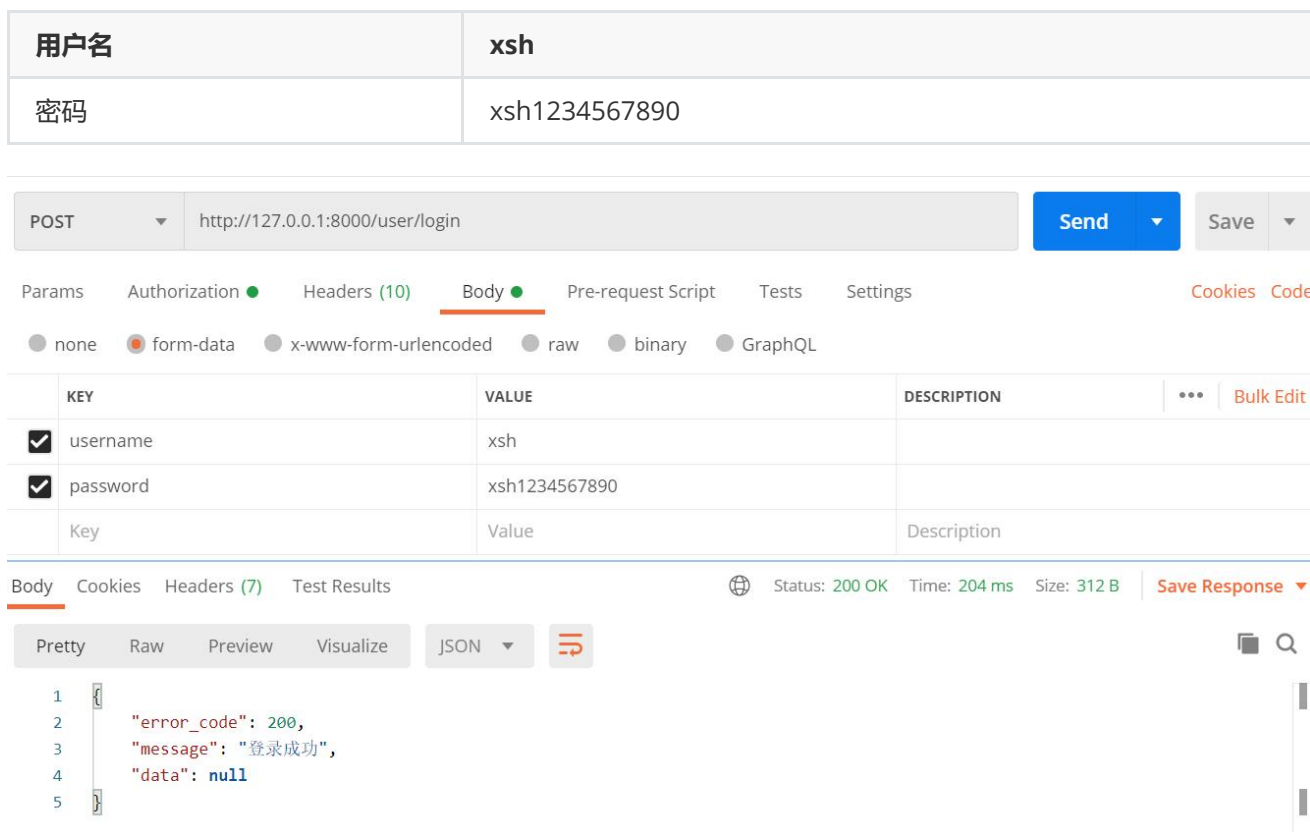 用户名 xsh
密码 xsh1234567890
POST http://127.0.0.1:8000/user/login Send Save
Params Authorization Headers (10) Body Pre-request Script Tests Settings Cookies Code
none form-data x-www-form-urlencoded raw binary GraphQL
KEY VALUE DESCRIPTION ••• Bulk Edit
username xsh
password xsh1234567890
Key Value Description
Body Cookies Headers (7) Test Results Status: 200 OK Time: 204 ms Size: 312 B Save Response
Pretty Raw Preview Visualize JSON
1 {
2 "error_code": 200,
3 "message": "登录成功",
4 "data": null
5 }